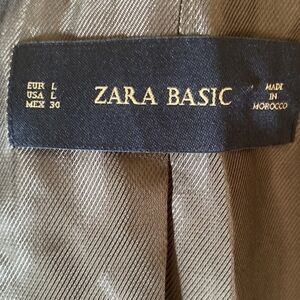 EUR L
USA L
MEX 30
ZARA BASIC
MADE
IN
MOROCCO